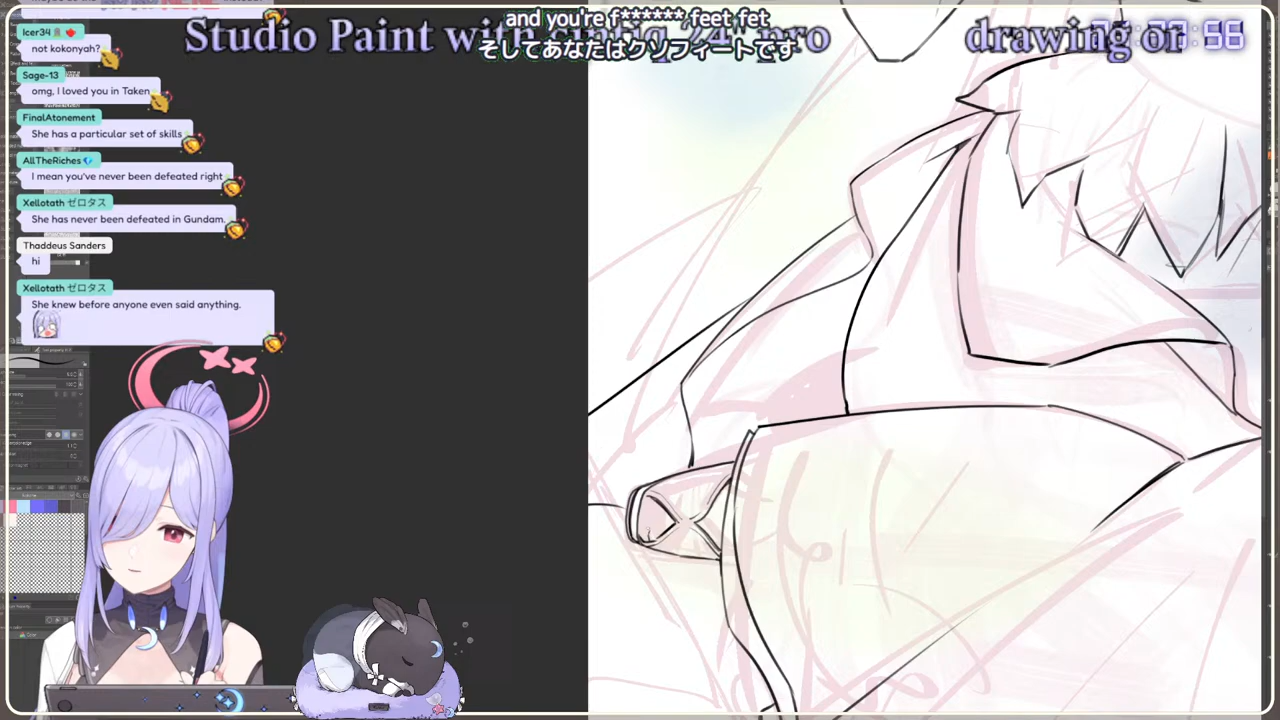 and you're f****** feet fet
そしてあなたはクソフィートです
Studio Paint with cintiq 24" pro
drawing on
Icer34
not kokonyah?
Sage-13
omg, I loved you in Taken
FinalAtonement
She has a particular set of skills
AllTheRiches
I mean you've never been defeated right
Xellotath ゼロタス
She has never been defeated in Gundam.
Thaddeus Sanders
hi
Xellotath ゼロタス
She knew before anyone even said anything.